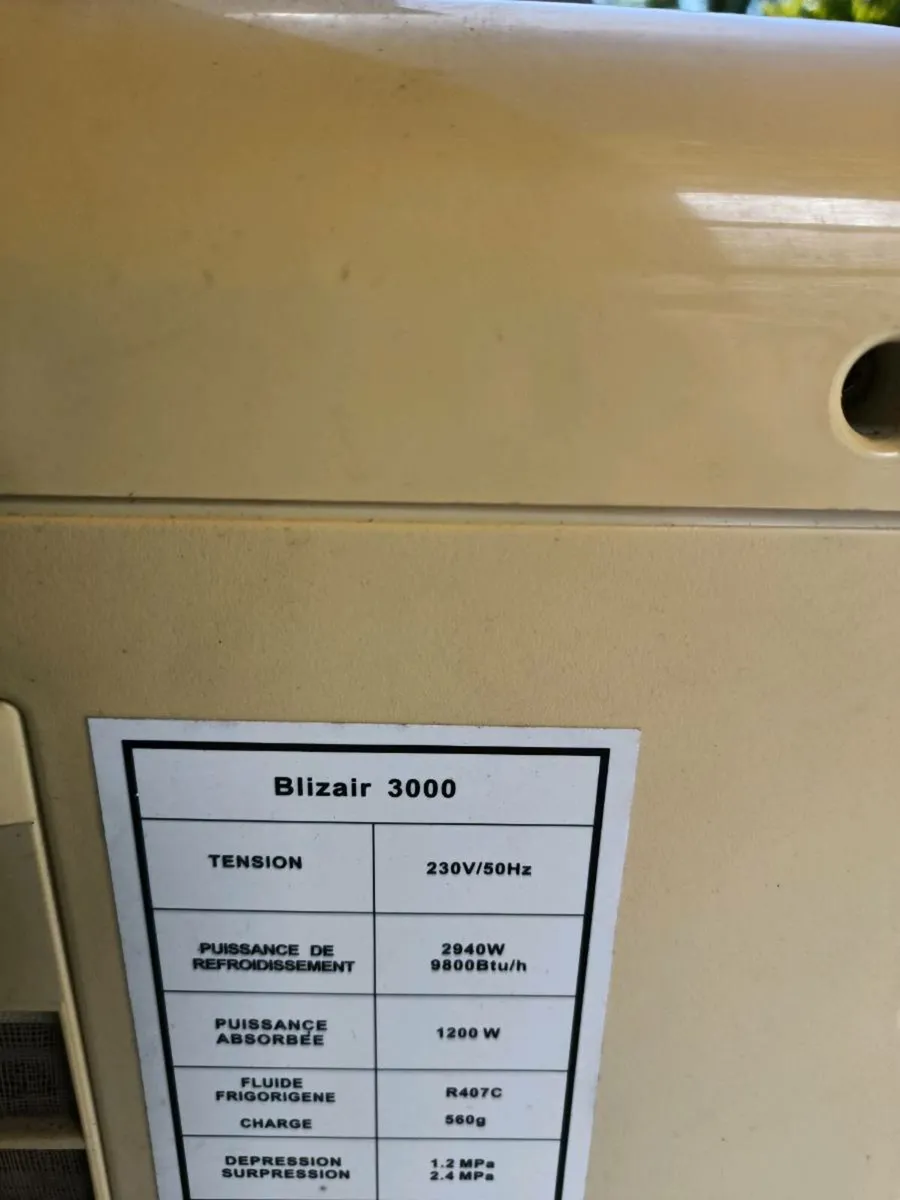 Blizair 3000
TENSION
230V/50Hz
PUISSANCE DE
REFROIDISSEMENT
2940W
9800Btu/h
PUISSANCE
ABSORBÉE
1200 W
FLUIDE
FRIGORIGENE
R407C
CHARGE
560g
DEPRESSION
SURPRESSION
1.2 MPa
2.4 MPa